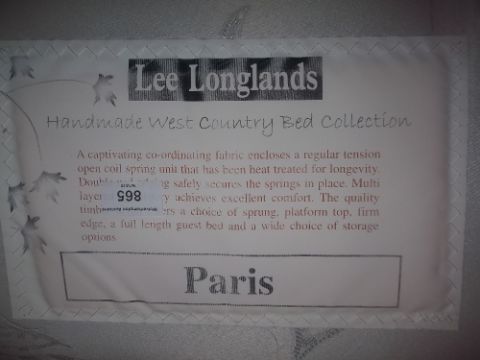 Lee Longlands
Handmade West Country Bed Collection
A captivating co-ordinating fabric encloses a regular tension
open coil spring unit that has been heat treated for longevity.
safely secures the springs in place. Multi
layer achieves excellent comfort. The quality
a choice of sprung, platform top, firm
edge, a full length guest bed and a wide choice of storage
options
865
Paris